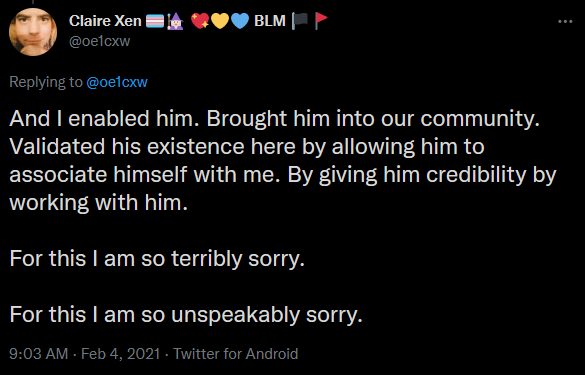 Claire Xen 🏳️‍⚧️🧙🏻‍♀️ 💖💛💙 BLM 🏴🚩
@oe1cxw
Replying to @oe1cxw
And I enabled him. Brought him into our community.
Validated his existence here by allowing him to
associate himself with me. By giving him credibility by
working with him.
For this I am so terribly sorry.
For this I am so unspeakably sorry.
9:03 AM · Feb 4, 2021 · Twitter for Android